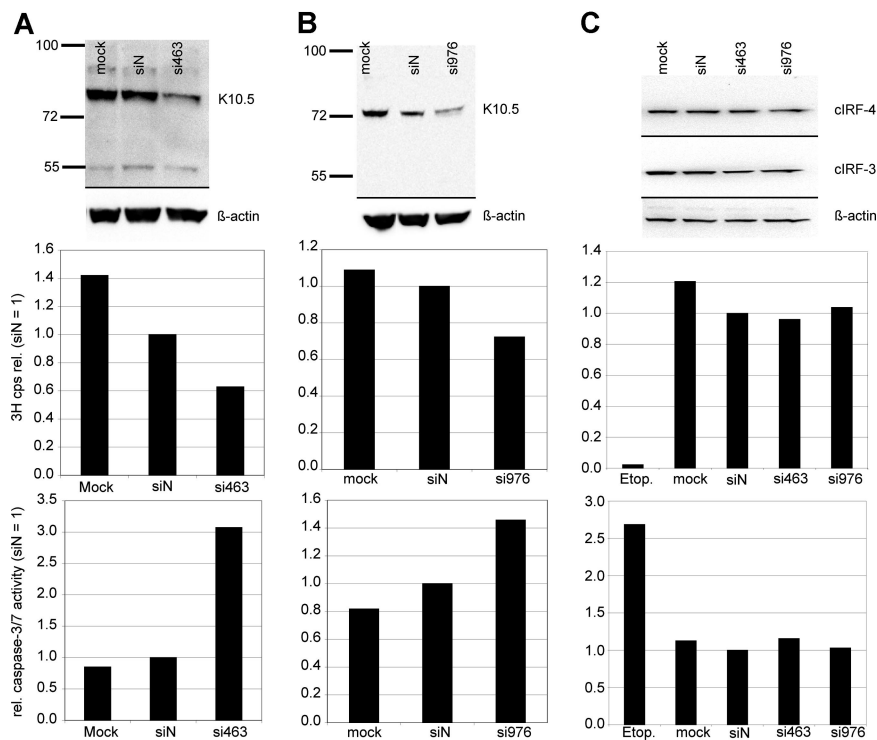 A
100
72
55
mock
siN
si463
K10.5
ß-actin
3H cps rel. (siN = 1)
1.6
1.4
1.2
1.0
0.8
0.6
0.4
0.2
0.0
Mock
siN
si463
rel. caspase-3/7 activity (siN = 1)
3.5
3.0
2.5
2.0
1.5
1.0
0.5
0.0
Mock
siN
si463
B
100
72
55
mock
siN
si976
K10.5
ß-actin
1.2
1.0
0.8
0.6
0.4
0.2
0.0
mock
siN
si976
1.6
1.4
1.2
1.0
0.8
0.6
0.4
0.2
0.0
mock
siN
si976
C
mock
siN
si463
si976
cIRF-4
cIRF-3
ß-actin
1.4
1.2
1.0
0.8
0.6
0.4
0.2
0.0
Etop.
mock
siN
si463
si976
3.0
2.5
2.0
1.5
1.0
0.5
0.0
Etop.
mock
siN
si463
si976